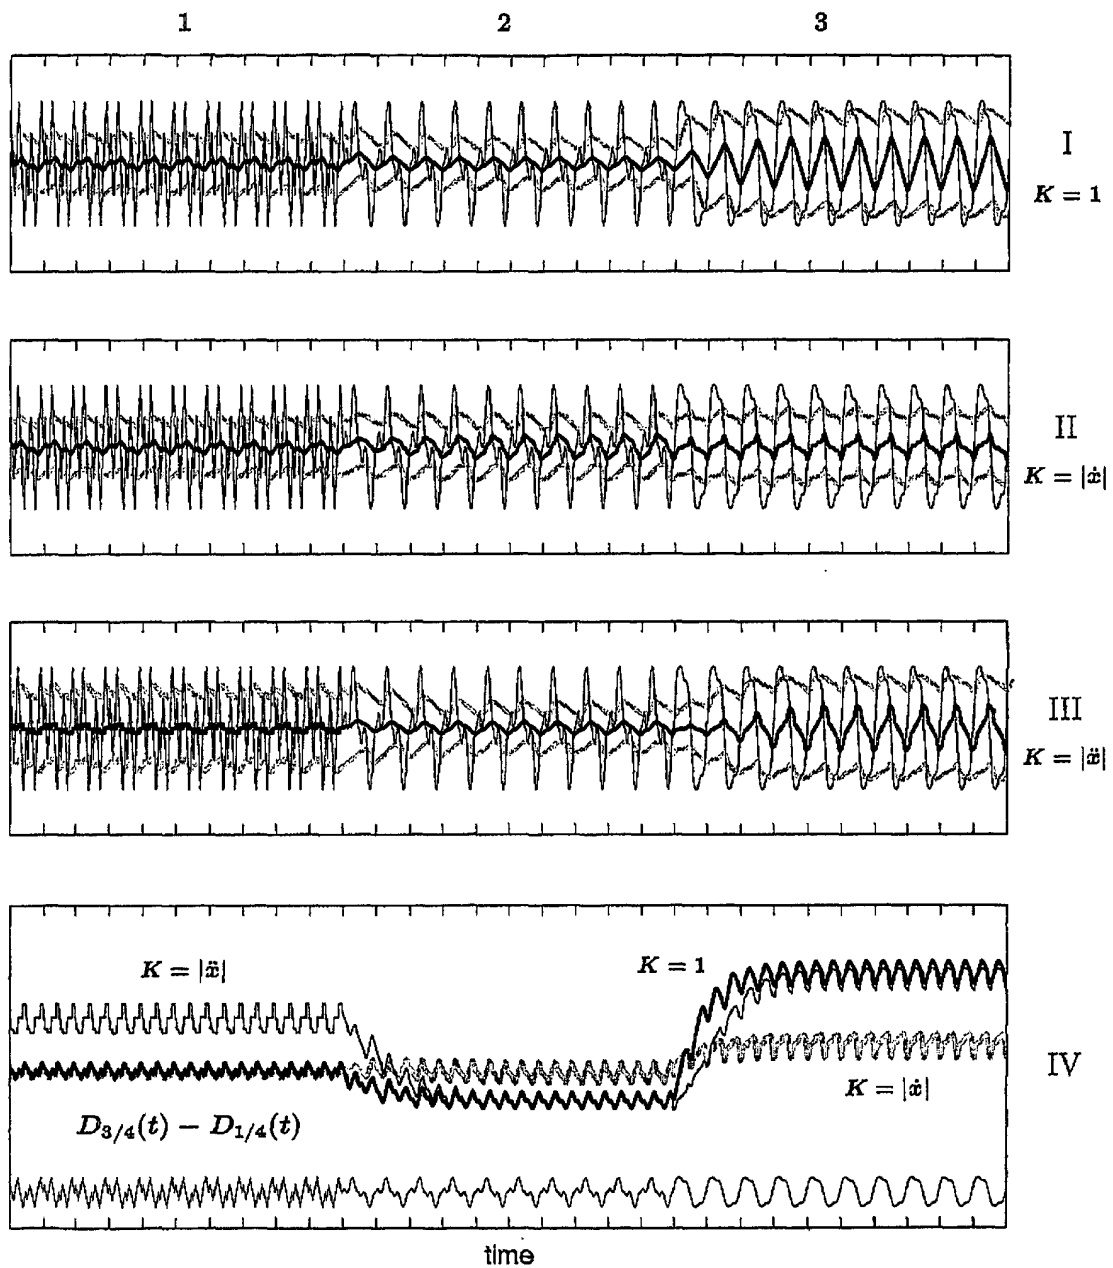 1 2 3
I
K = 1
II
K = |ẋ|
III
K = |ẍ|
K = |ẍ|
K = 1
K = |ẋ|
IV
D₃/₄(t) − D₁/₄(t)
time